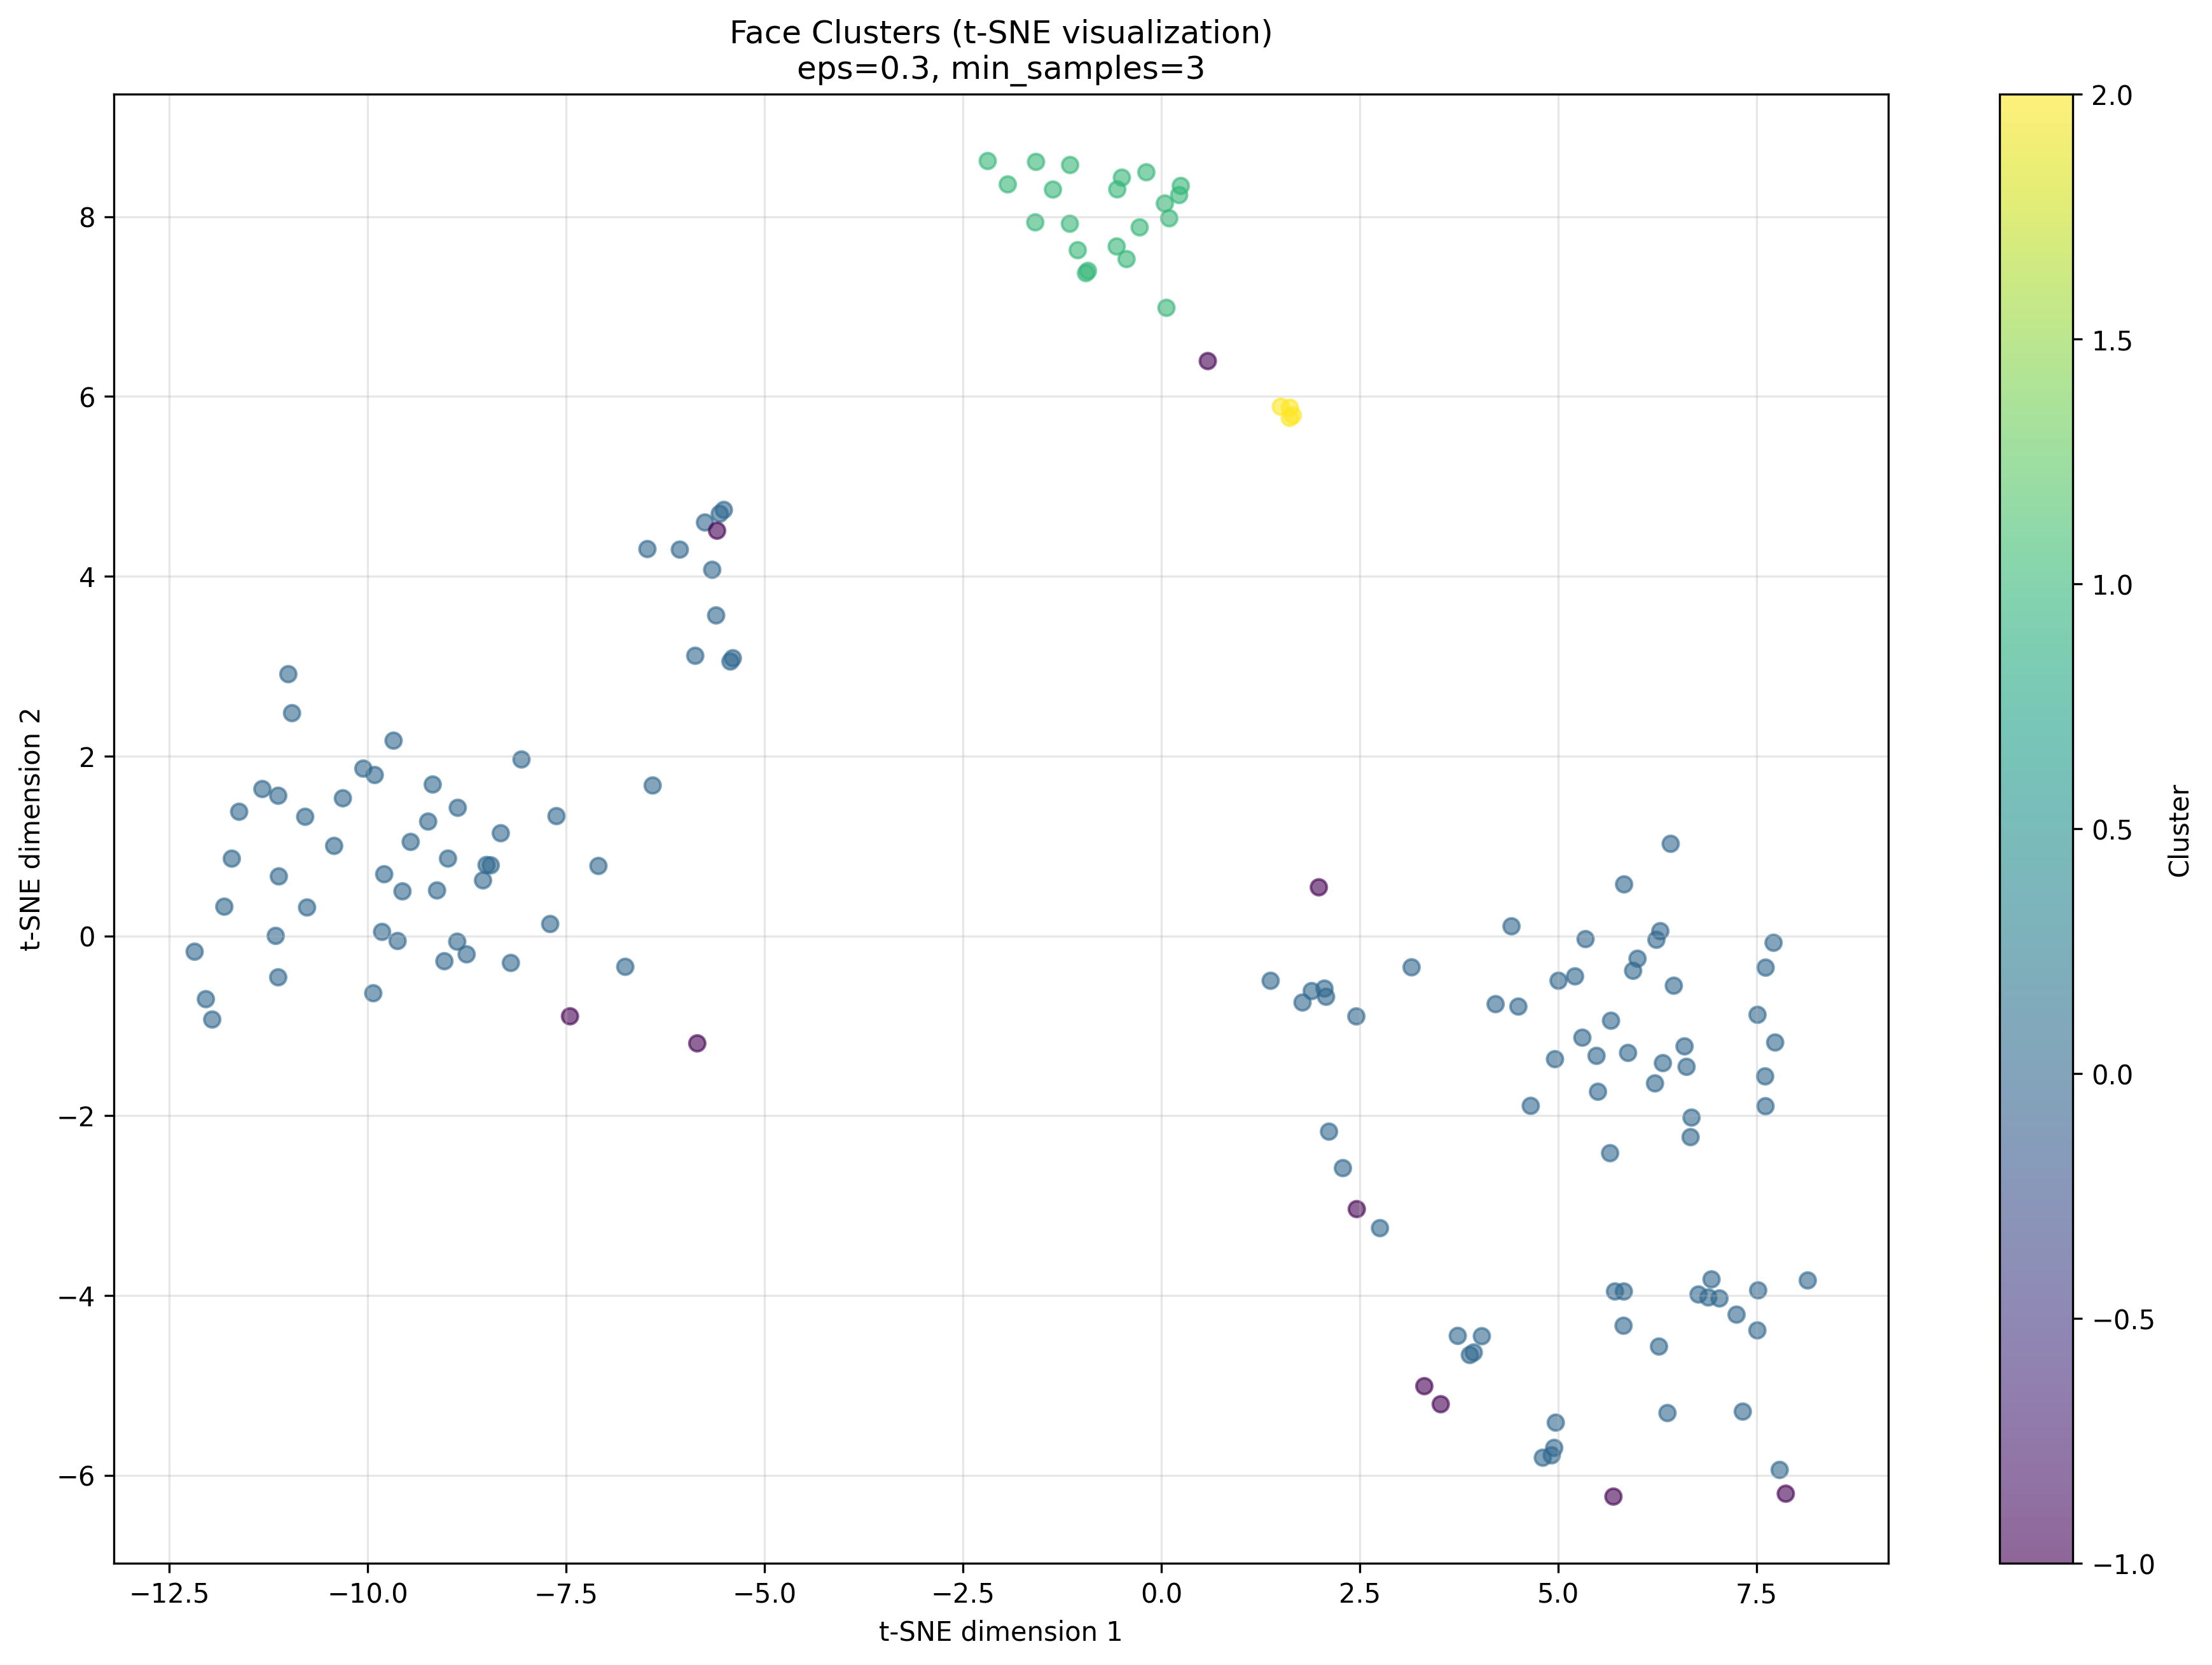 Face Clusters (t-SNE visualization)
eps=0.3, min_samples=3
t-SNE dimension 2
8
6
4
2
0
−2
−4
−6
−12.5 −10.0 −7.5 −5.0 −2.5 0.0 2.5 5.0 7.5
t-SNE dimension 1
2.0
1.5
1.0
0.5
0.0
−0.5
−1.0
Cluster